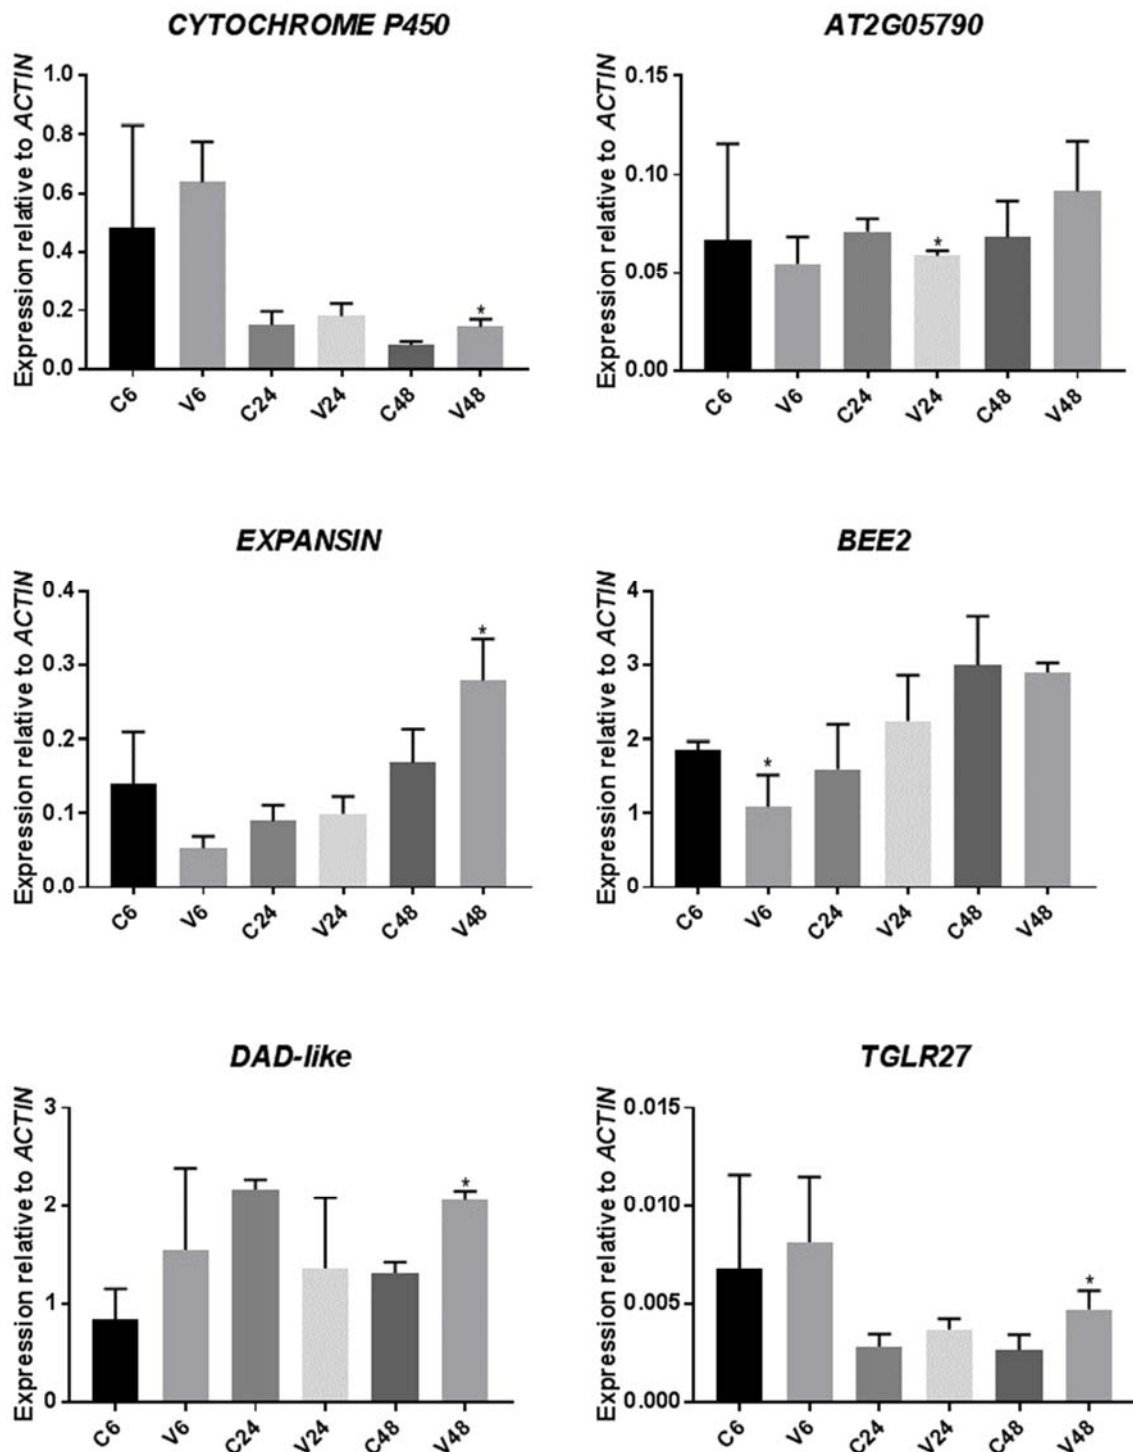 CYTOCHROME P450
Expression relative to ACTIN
1.0
0.8
0.6
0.4
0.2
0.0
C6 V6 C24 V24 C48 V48
*
AT2G05790
Expression relative to ACTIN
0.15
0.10
0.05
0.00
C6 V6 C24 V24 C48 V48
*
EXPANSIN
Expression relative to ACTIN
0.4
0.3
0.2
0.1
0.0
C6 V6 C24 V24 C48 V48
*
BEE2
Expression relative to ACTIN
4
3
2
1
0
C6 V6 C24 V24 C48 V48
*
DAD-like
Expression relative to ACTIN
3
2
1
0
C6 V6 C24 V24 C48 V48
*
TGLR27
Expression relative to ACTIN
0.015
0.010
0.005
0.000
C6 V6 C24 V24 C48 V48
*